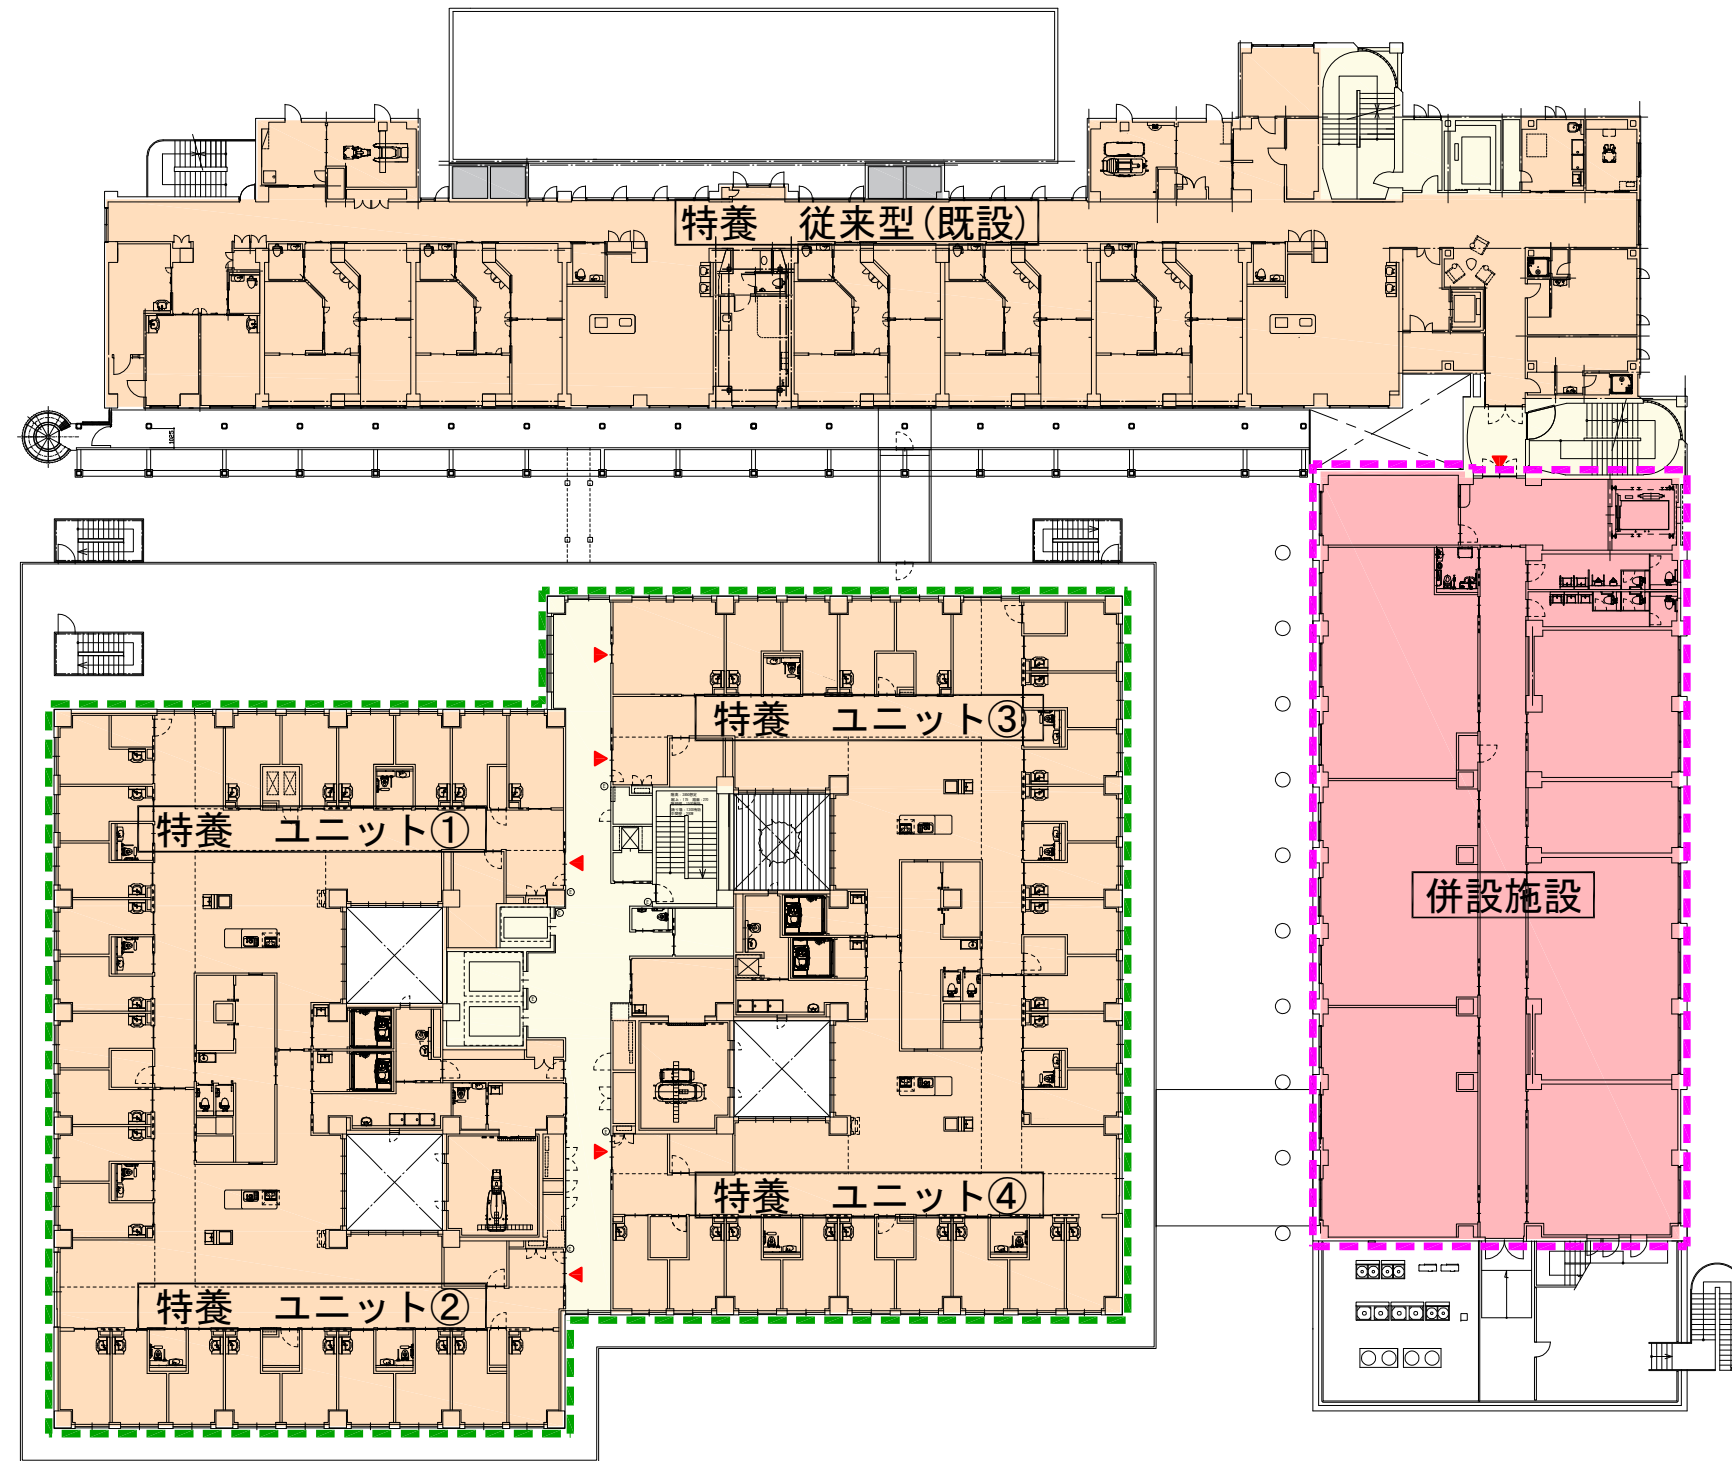 特養　従来型(既設)
特養　ユニット③
特養　ユニット①
併設施設
特養　ユニット④
特養　ユニット②